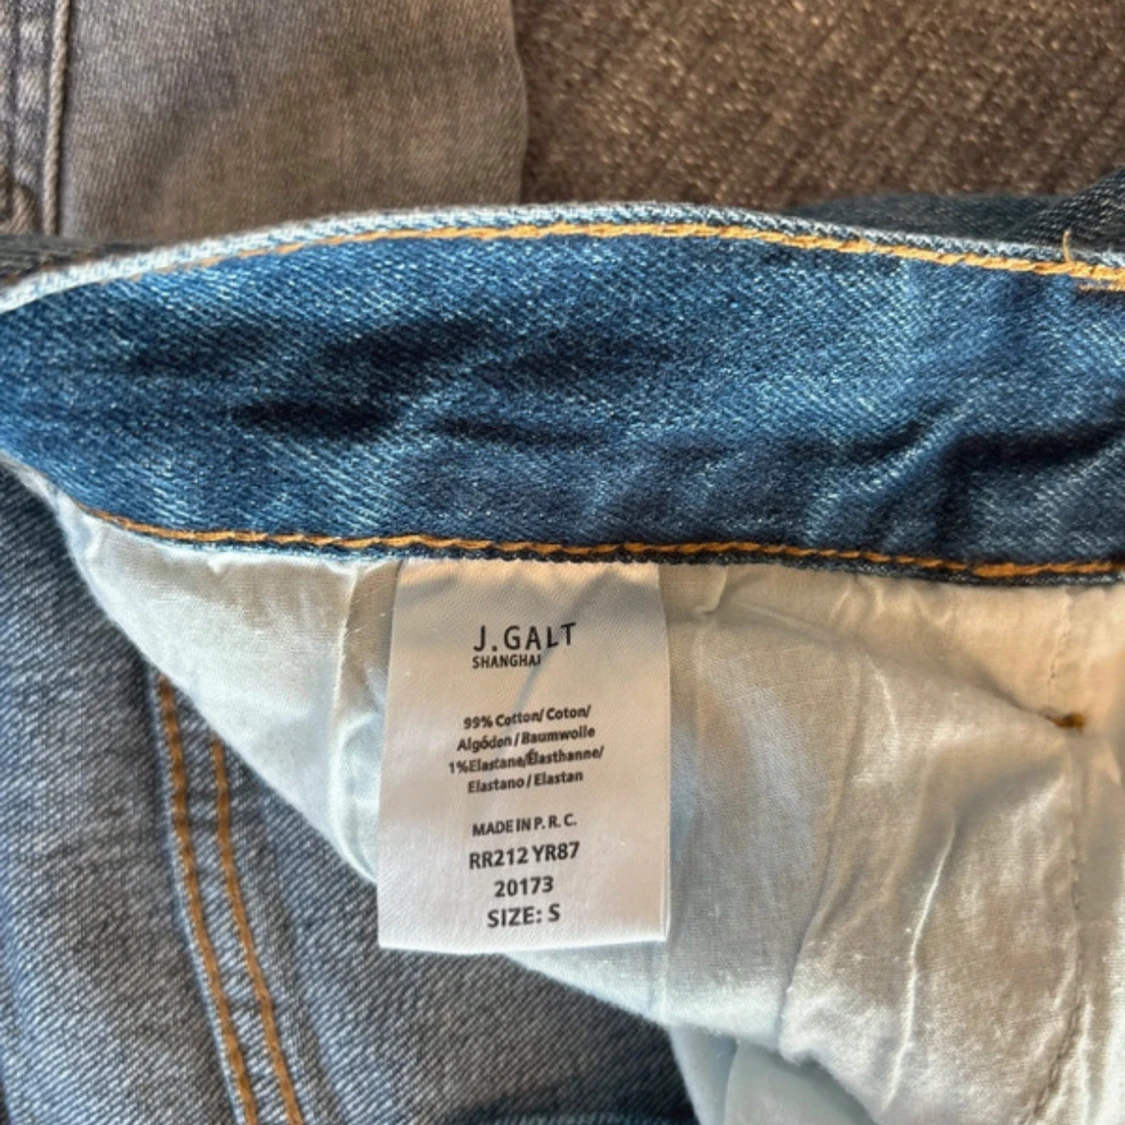 J.GALT
SHANGHAI
99% Cotton/ Coton/
Algódon / Baumwolle
1%Elastane/Élasthanne/
Elastano / Elastan
MADE IN P. R. C.
RR212 YR87
20173
SIZE: S